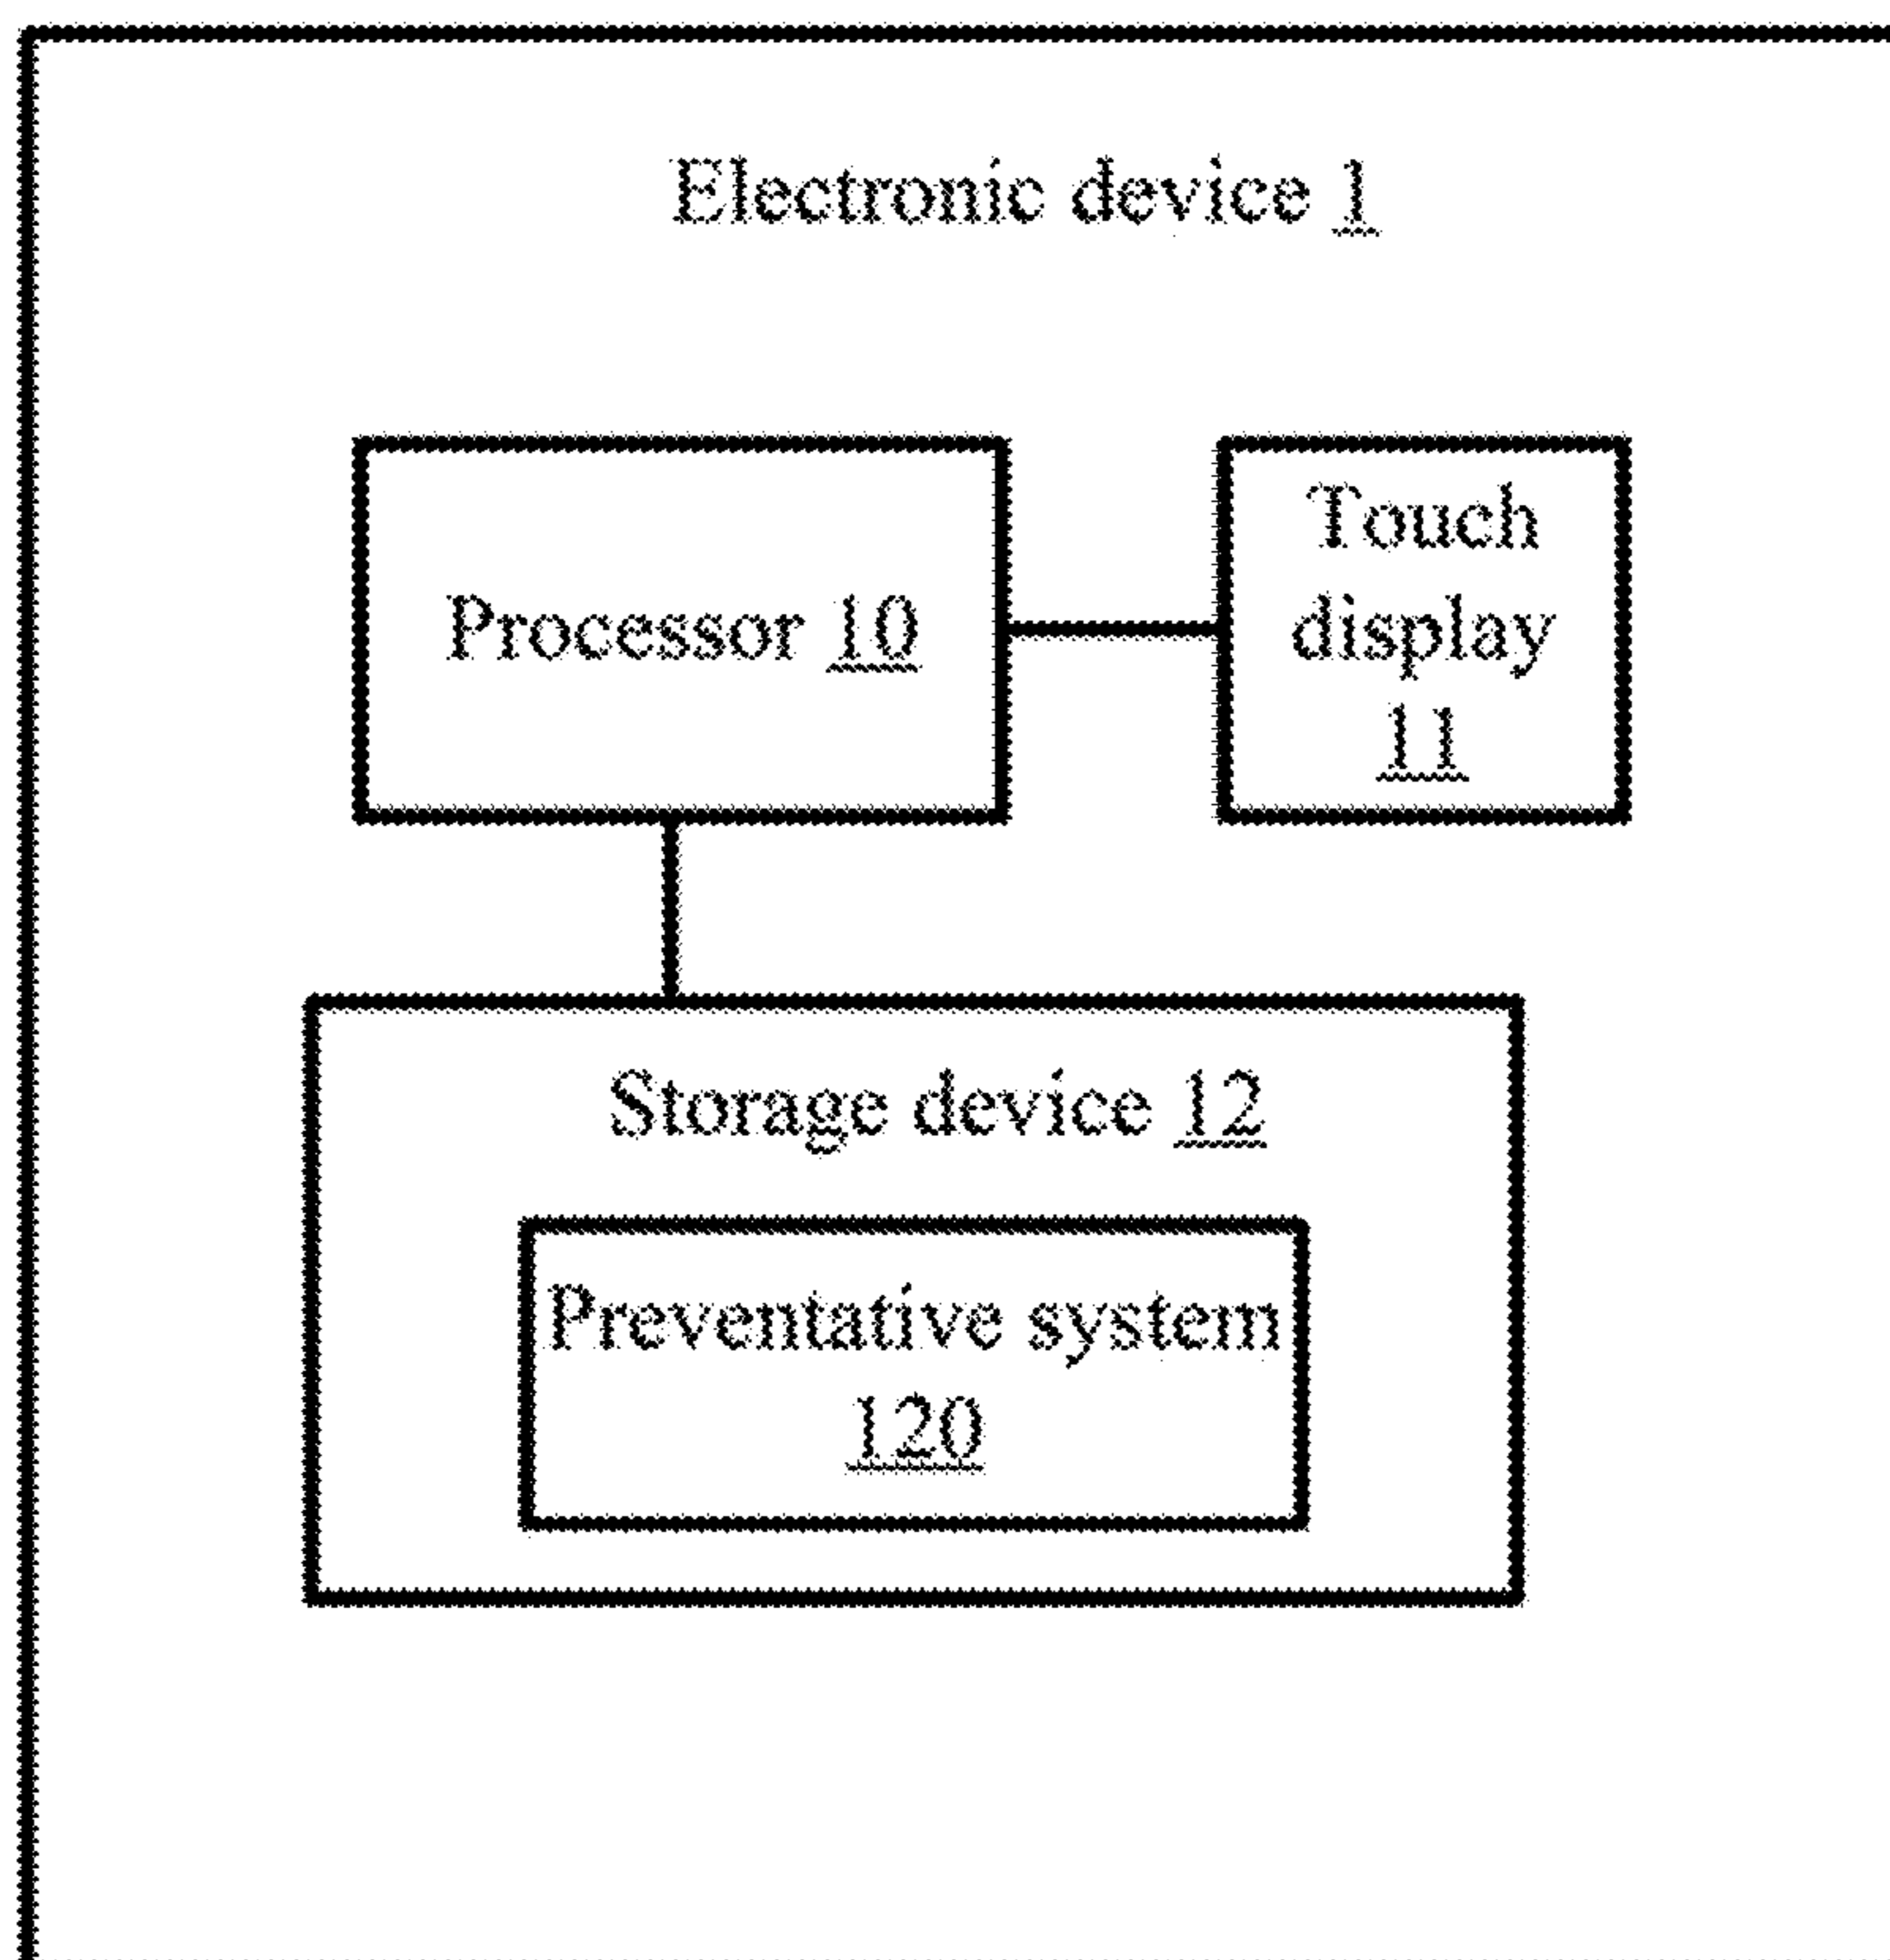 Electronic device 1
Touch
Processor 10
display
11
Storage device 12
Preventative system
120